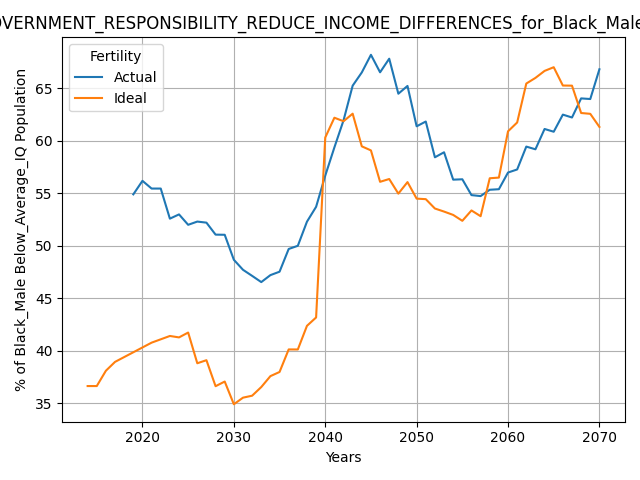 OVERNMENT_RESPONSIBILITY_REDUCE_INCOME_DIFFERENCES_for_Black_Male
Fertility
Actual
Ideal
% of Black_Male Below_Average_IQ Population
65
60
55
50
45
40
35
2020 2030 2040 2050 2060 2070
Years